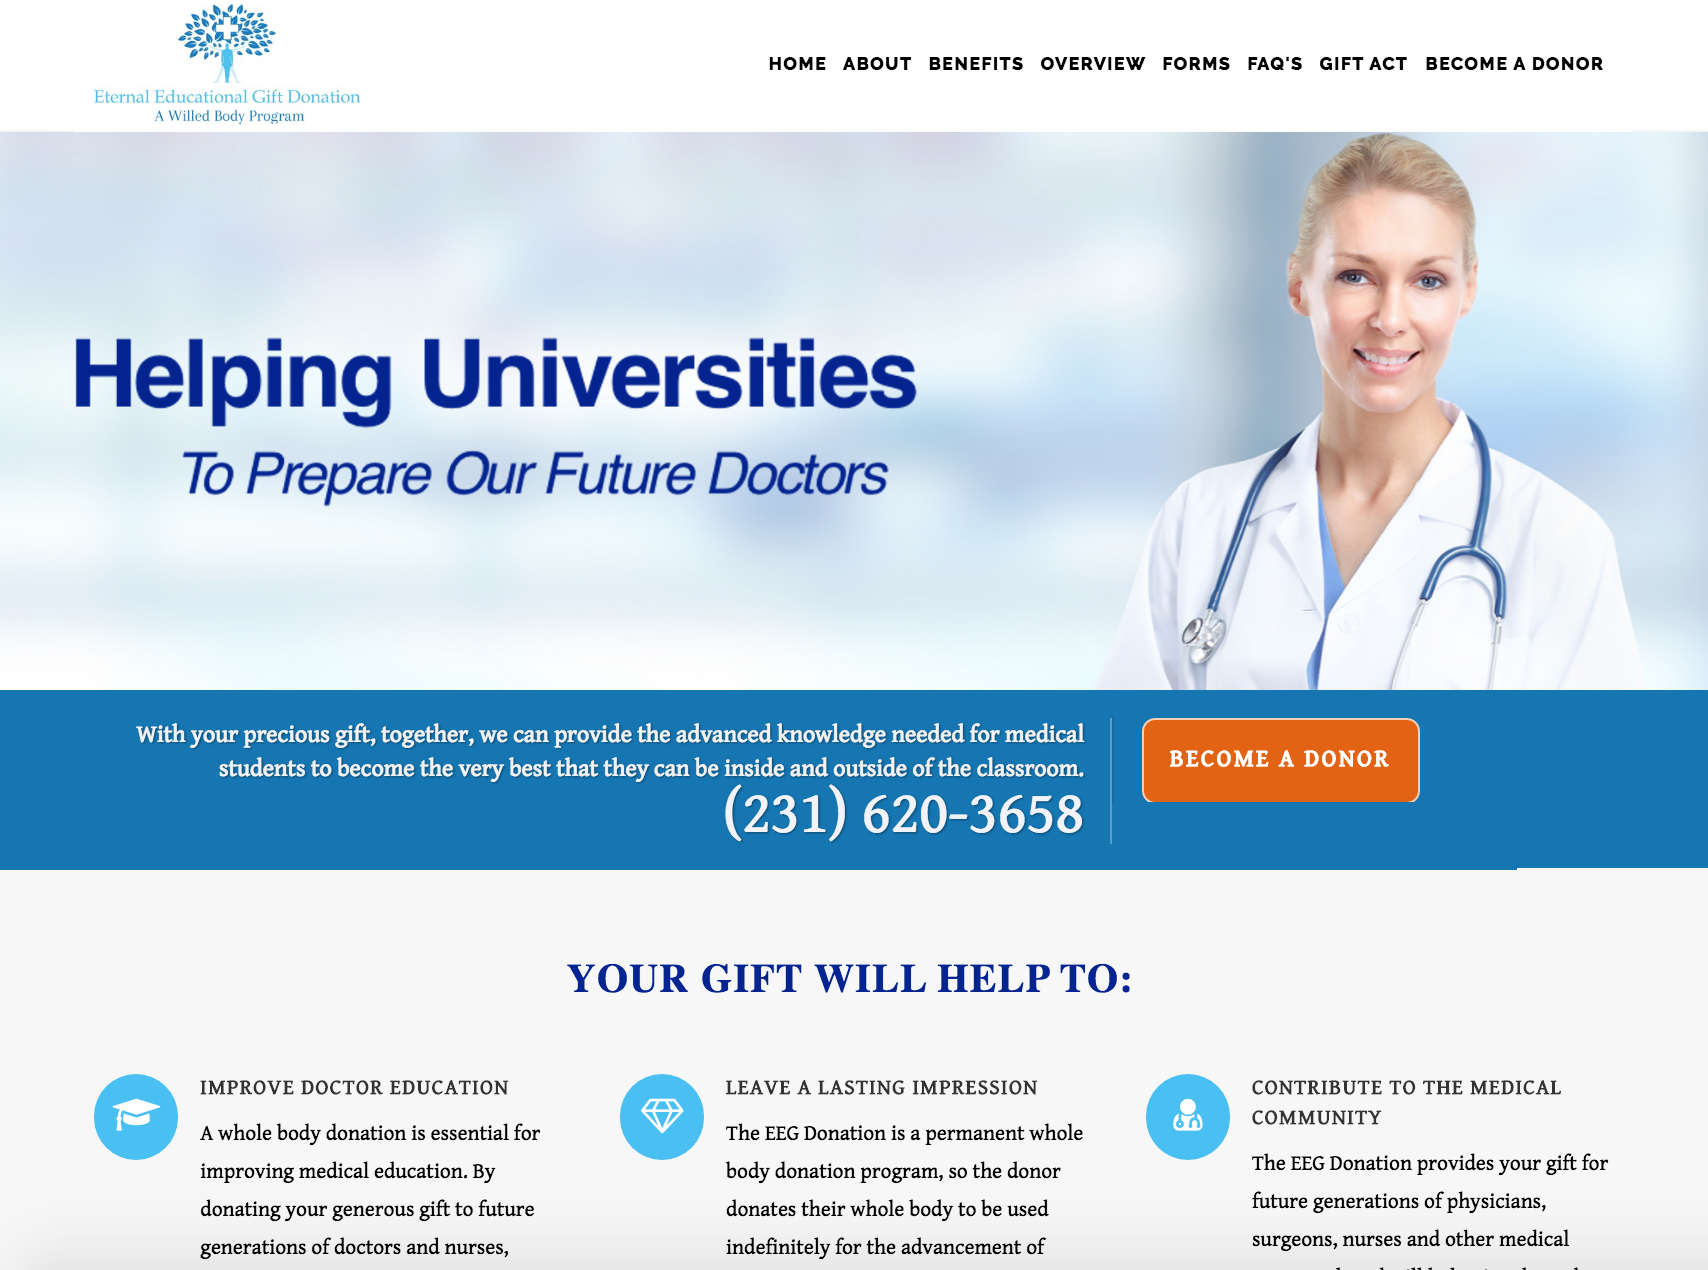 Eternal Educational Gift Donation
A Willed Body Program
HOME ABOUT BENEFITS OVERVIEW FORMS FAQ'S GIFT ACT BECOME A DONOR
Helping Universities
To Prepare Our Future Doctors
With your precious gift, together, we can provide the advanced knowledge needed for medical
students to become the very best that they can be inside and outside of the classroom.
(231) 620-3658
BECOME A DONOR
YOUR GIFT WILL HELP TO:
IMPROVE DOCTOR EDUCATION
A whole body donation is essential for
improving medical education. By
donating your generous gift to future
generations of doctors and nurses,
LEAVE A LASTING IMPRESSION
The EEG Donation is a permanent whole
body donation program, so the donor
donates their whole body to be used
indefinitely for the advancement of
CONTRIBUTE TO THE MEDICAL
COMMUNITY
The EEG Donation provides your gift for
future generations of physicians,
surgeons, nurses and other medical